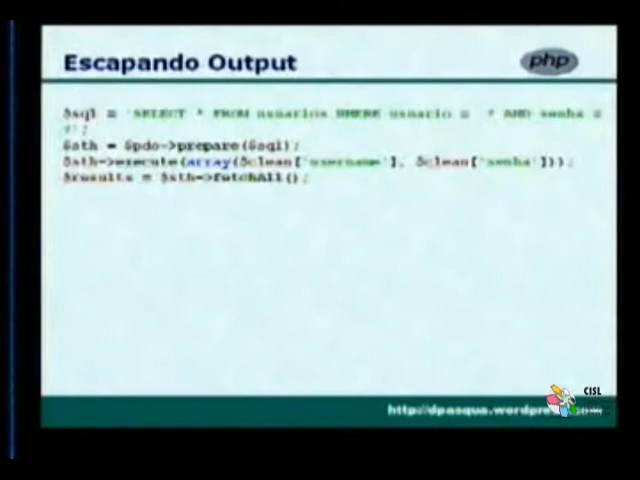 Escapando Output
php
$sql = 'SELECT * FROM usuarios WHERE usuario = ? AND senha =
?';
$sth = $pdo->prepare($sql);
$sth->execute(array($clean['username'], $clean['senha']));
$results = $sth->fetchAll();
CISL
http://dpasqua.wordpre